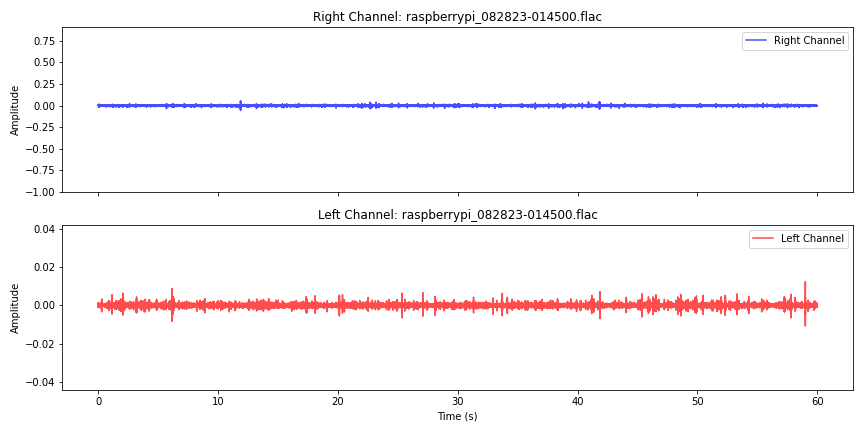 Right Channel: raspberrypi_082823-014500.flac
0.75
0.50
0.25
0.00
−0.25
−0.50
−0.75
−1.00
Amplitude
Right Channel
Left Channel: raspberrypi_082823-014500.flac
0.04
0.02
0.00
−0.02
−0.04
Amplitude
Left Channel
0 10 20 30 40 50 60
Time (s)